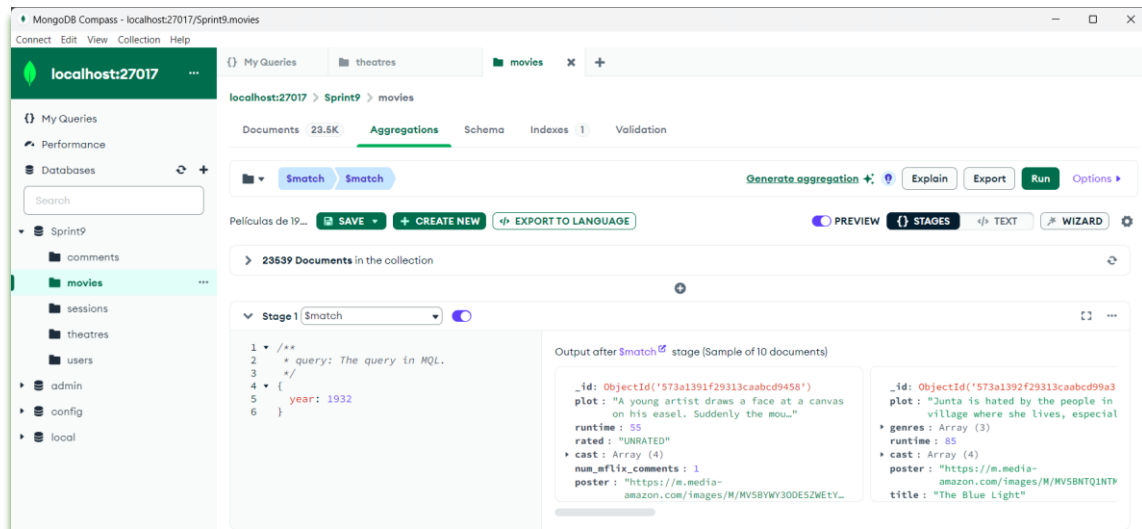 MongoDB Compass - localhost:27017/Sprint9.movies
Connect Edit View Collection Help
localhost:27017 ...
{} My Queries
Performance
Databases
Search
Sprint9
comments
movies ...
sessions
theatres
users
admin
config
local
{} My Queries theatres movies
localhost:27017 > Sprint9 > movies
Documents 23.5K Aggregations Schema Indexes 1 Validation
$match $match Generate aggregation Explain Export Run Options
Películas de 19... SAVE + CREATE NEW </> EXPORT TO LANGUAGE PREVIEW {} STAGES </> TEXT WIZARD
23539 Documents in the collection
Stage 1 $match ...
1 /**
2 * query: The query in MQL.
3 */
4 {
5 year: 1932
6 }
Output after $match stage (Sample of 10 documents)
_id: ObjectId('573a1391f29313caabcd9458')
plot : "A young artist draws a face at a canvas
on his easel. Suddenly the mou…"
runtime : 55
rated : "UNRATED"
cast : Array (4)
num_mflix_comments : 1
poster : "https://m.media-
amazon.com/images/M/MV5BYWY3ODE5ZWEtY…
_id: ObjectId('573a1392f29313caabcd99a3
plot : "Junta is hated by the people in
village where she lives, especial
genres : Array (3)
runtime : 85
cast : Array (4)
poster : "https://m.media-
amazon.com/images/M/MV5BNTQ1NTM
title : "The Blue Light"